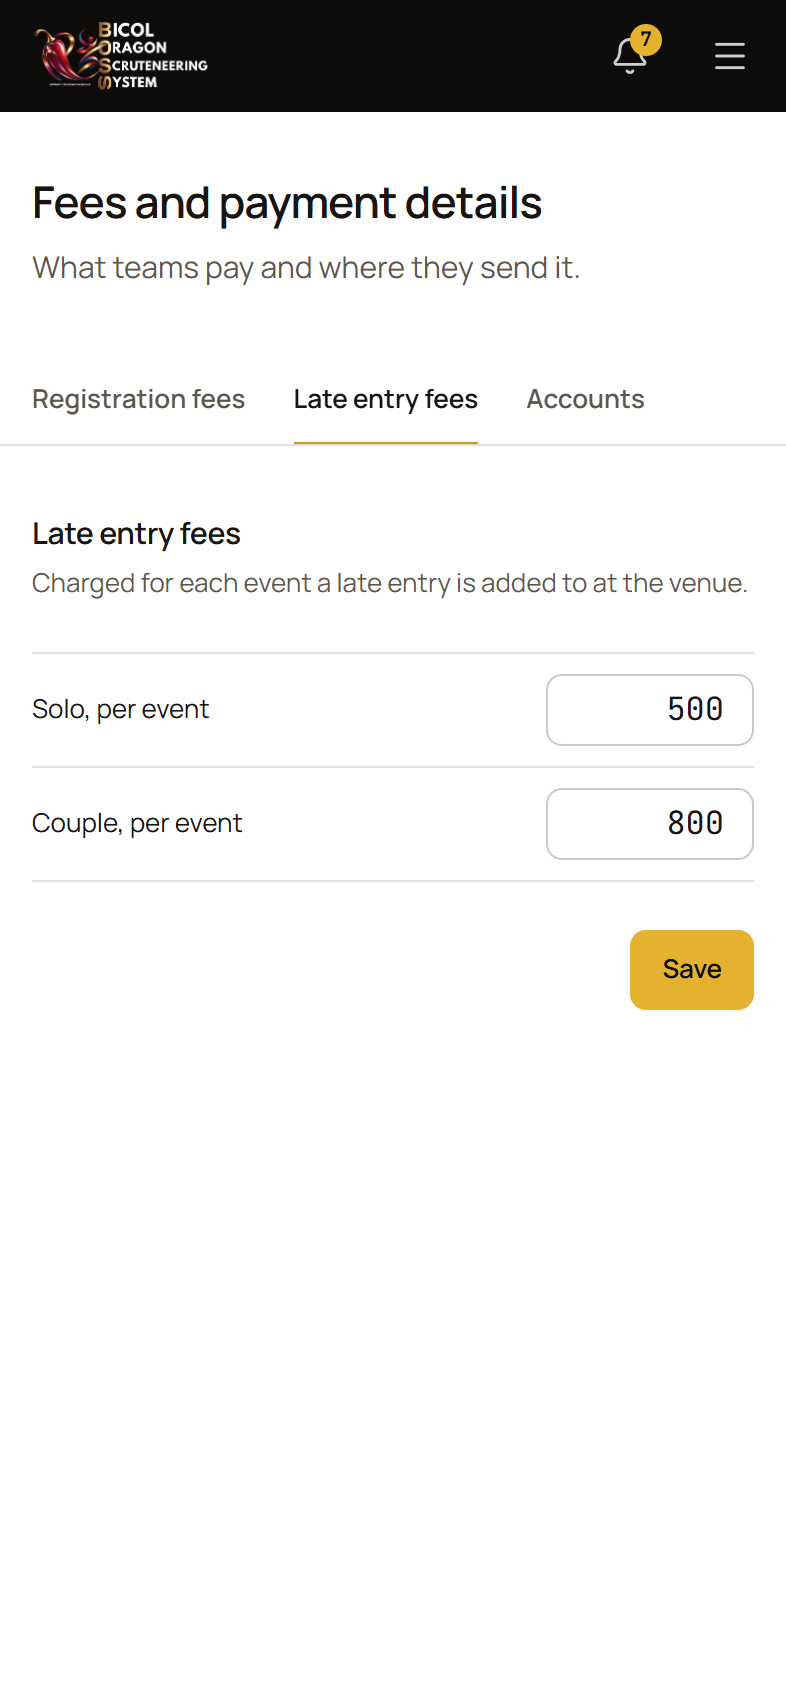 BICOL
DRAGON
SCRUTENEERING
SYSTEM
7
Fees and payment details
What teams pay and where they send it.
Registration fees
Late entry fees
Accounts
Late entry fees
Charged for each event a late entry is added to at the venue.
Solo, per event
500
Couple, per event
800
Save